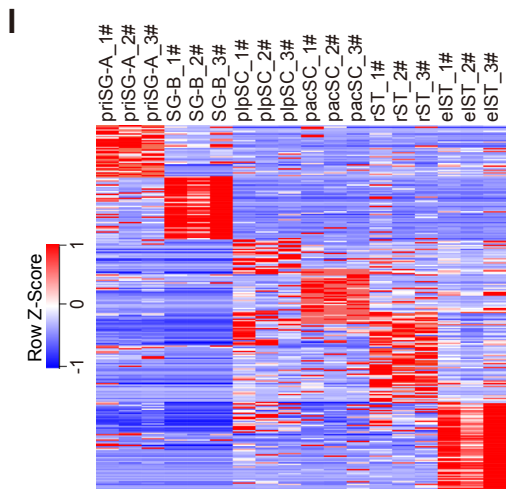 I
priSG-A_1#
priSG-A_2#
priSG-A_3#
SG-B_1#
SG-B_2#
SG-B_3#
plpSC_1#
plpSC_2#
plpSC_3#
pacSC_1#
pacSC_2#
pacSC_3#
rST_1#
rST_2#
rST_3#
elST_1#
elST_2#
elST_3#
Row Z-Score
1
0
-1